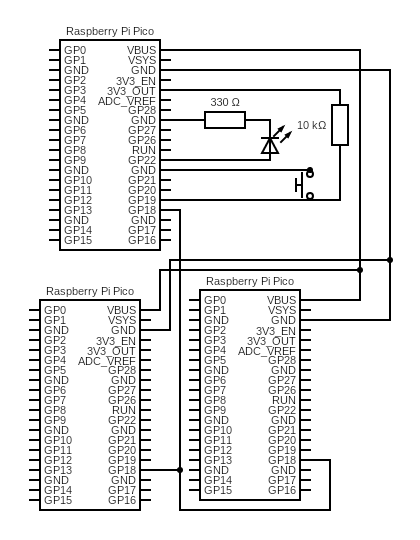 Raspberry Pi Pico
GP0 VBUS
GP1 VSYS
GND GND
GP2 3V3_EN
GP3 3V3_OUT
GP4 ADC_VREF
GP5 GP28
GND GND
GP6 GP27
GP7 GP26
GP8 RUN
GP9 GP22
GND GND
GP10 GP21
GP11 GP20
GP12 GP19
GP13 GP18
GND GND
GP14 GP17
GP15 GP16
330 Ω
10 kΩ
Raspberry Pi Pico
GP0 VBUS
GP1 VSYS
GND GND
GP2 3V3_EN
GP3 3V3_OUT
GP4 ADC_VREF
GP5 GP28
GND GND
GP6 GP27
GP7 GP26
GP8 RUN
GP9 GP22
GND GND
GP10 GP21
GP11 GP20
GP12 GP19
GP13 GP18
GND GND
GP14 GP17
GP15 GP16
Raspberry Pi Pico
GP0 VBUS
GP1 VSYS
GND GND
GP2 3V3_EN
GP3 3V3_OUT
GP4 ADC_VREF
GP5 GP28
GND GND
GP6 GP27
GP7 GP26
GP8 RUN
GP9 GP22
GND GND
GP10 GP21
GP11 GP20
GP12 GP19
GP13 GP18
GND GND
GP14 GP17
GP15 GP16